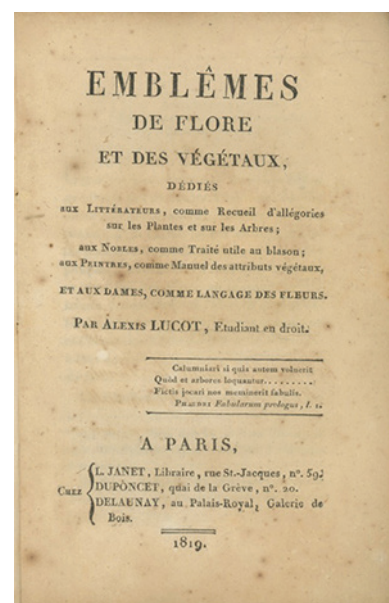 EMBLÊMES
DE FLORE
ET DES VÉGÉTAUX,
DÉDIÉS
aux LITTÉRATEURS, comme Recueil d'allégories
sur les Plantes et sur les Arbres;
aux NOBLES, comme Traité utile au blason;
aux PEINTRES, comme Manuel des attributs végétaux,
ET AUX DAMES, COMME LANGAGE DES FLEURS.
PAR ALEXIS LUCOT, Etudiant en droit.
Calumniari si quis autem voluerit
Quòd et arbores loquantur.........
Fictis jocari nos meminerit fabulis.
PHÆDRI Fabularum prologus, l. 1.
A PARIS,
CHEZ
L. JANET, Libraire, rue St.-Jacques, n°. 59;
DUPONCET, quai de la Grève, n°. 20.
DELAUNAY, au Palais-Royal, Galerie de
Bois.
1819.